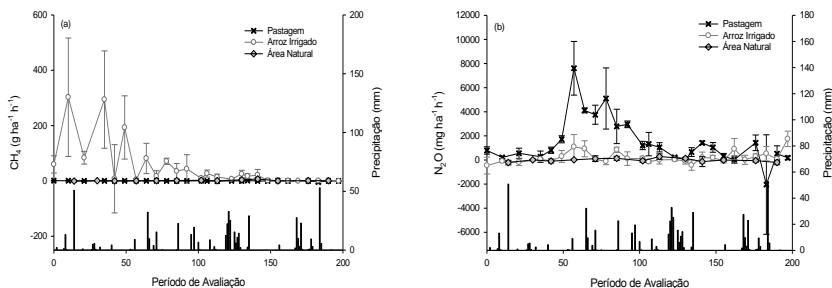 (a)
Pastagem
Arroz Irrigado
Área Natural
CH₄ (g ha⁻¹ h⁻¹)
600
400
200
0
-200
Precipitação (mm)
200
150
100
50
0
0 50 100 150 200
Período de Avaliação
(b)
Pastagem
Arroz Irrigado
Área Natural
N₂O (mg ha⁻¹ h⁻¹)
12000
10000
8000
6000
4000
2000
0
-2000
-4000
-6000
Precipitação (mm)
180
160
140
120
100
80
60
40
20
0
0 50 100 150 200
Período de Avaliação